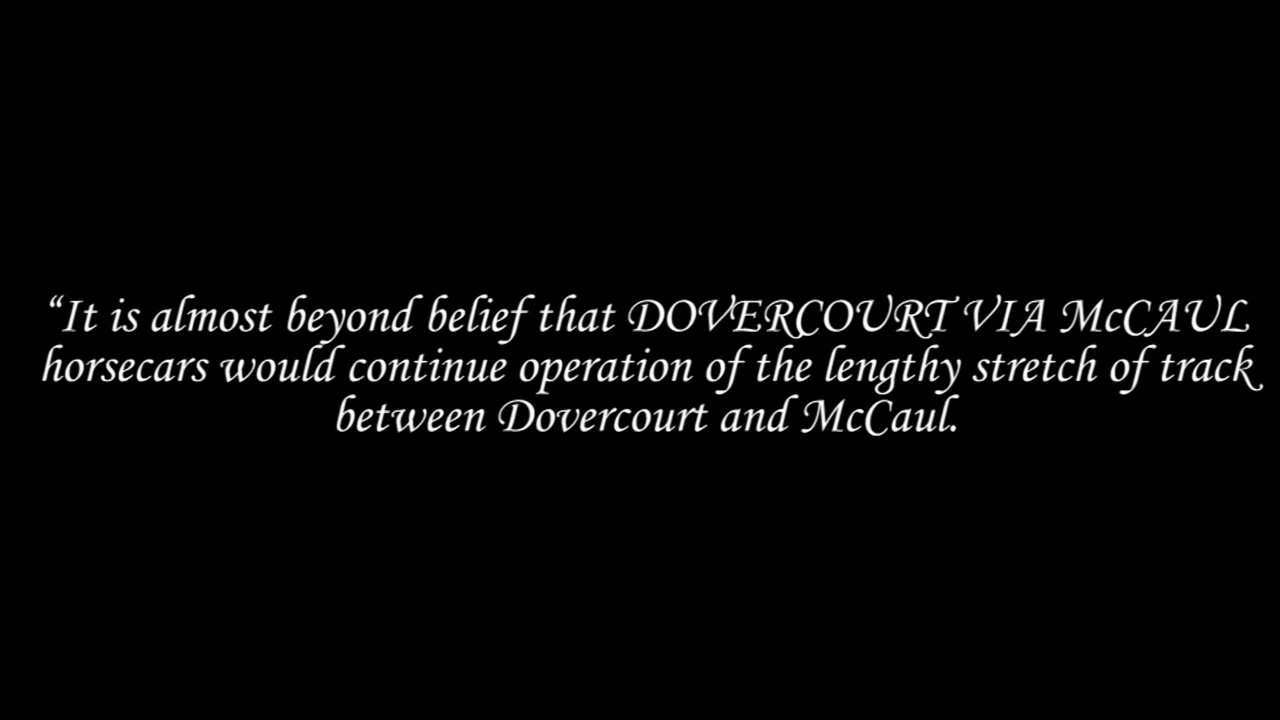 “It is almost beyond belief that DOVERCOURT VIA McCAUL
horsecars would continue operation of the lengthy stretch of track
between Dovercourt and McCaul.